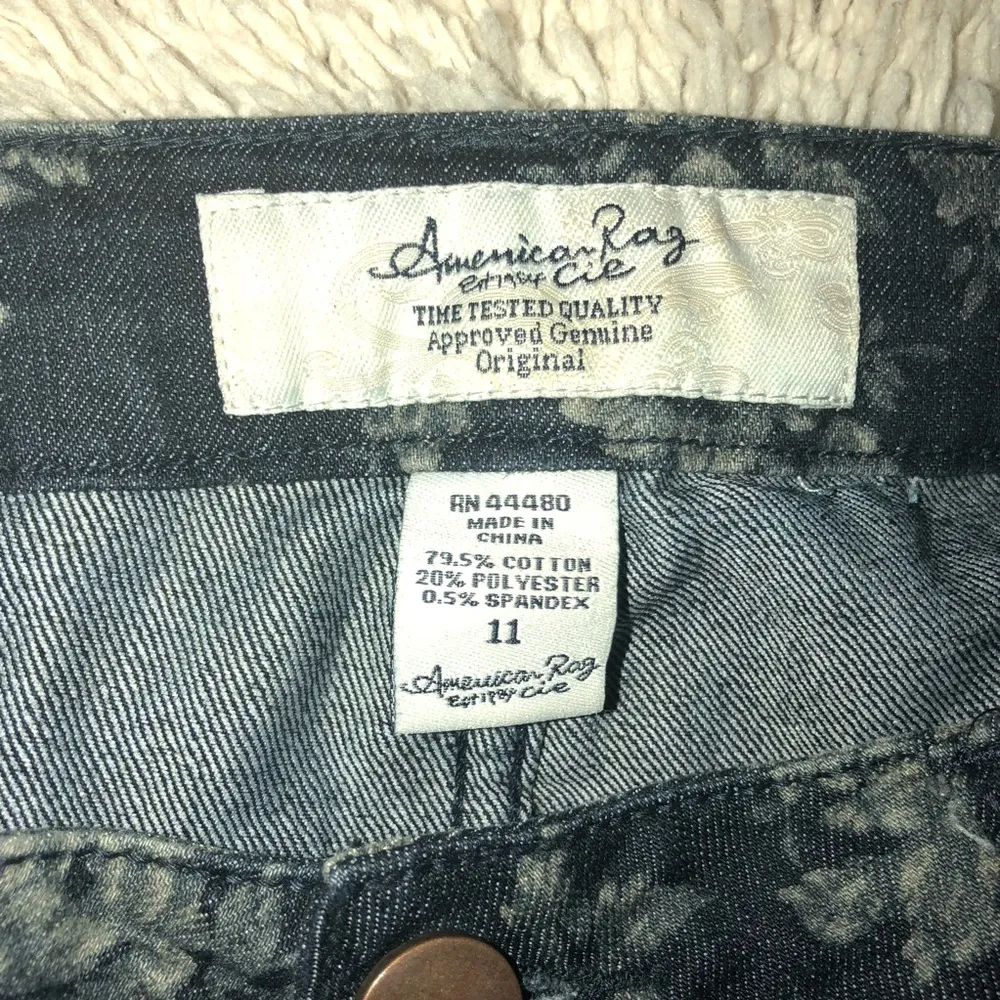 American Rag
Est 1984 Cie
TIME TESTED QUALITY
Approved Genuine
Original
RN 44480
MADE IN
CHINA
79.5% COTTON
20% POLYESTER
0.5% SPANDEX
11
American Rag
Est 1984 Cie